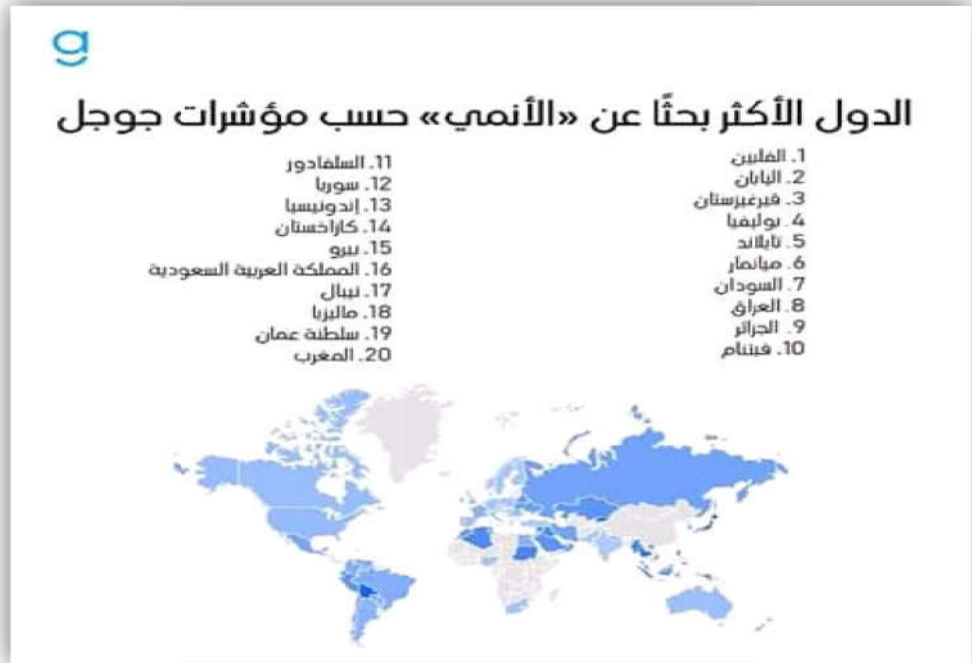 الدول الأكثر بحثًا عن «الأنمي» حسب مؤشرات جوجل
1. الفلبين
2. اليابان
3. قيرغيزستان
4. بوليفيا
5. تايلاند
6. ميانمار
7. السودان
8. العراق
9. الجزائر
10. فيتنام
11. السلفادور
12. سوريا
13. إندونيسيا
14. كازاخستان
15. بيرو
16. المملكة العربية السعودية
17. نيبال
18. ماليزيا
19. سلطنة عمان
20. المغرب